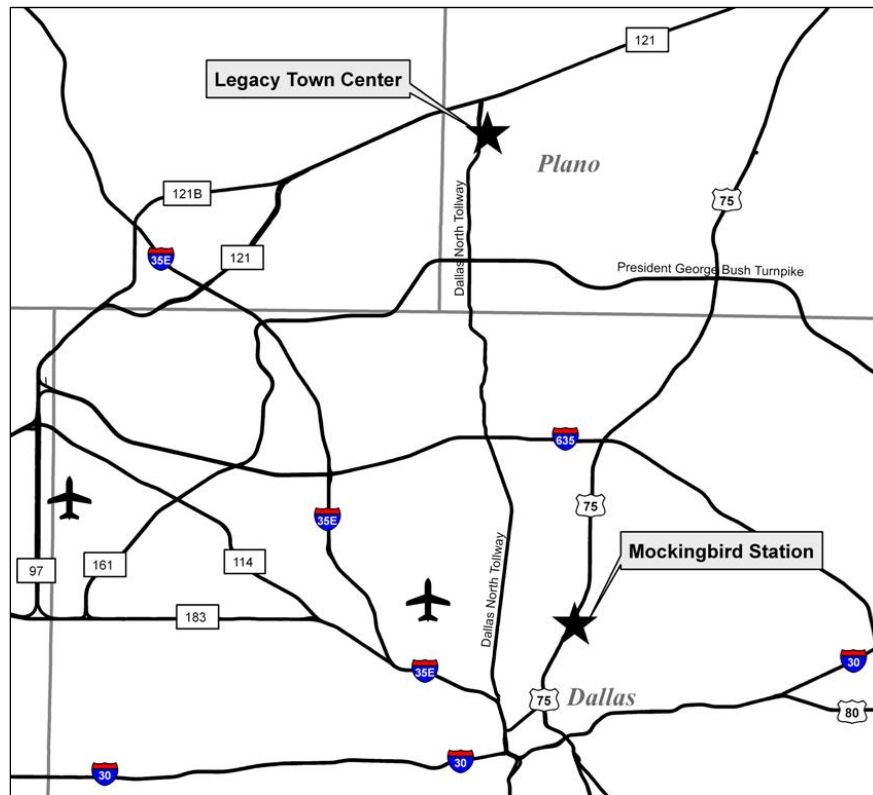 121
Legacy Town Center
Plano
121B
75
121
35E
Dallas North Tollway
President George Bush Turnpike
635
75
35E
Mockingbird Station
97
161
114
Dallas North Tollway
183
30
35E
75
Dallas
80
30
30